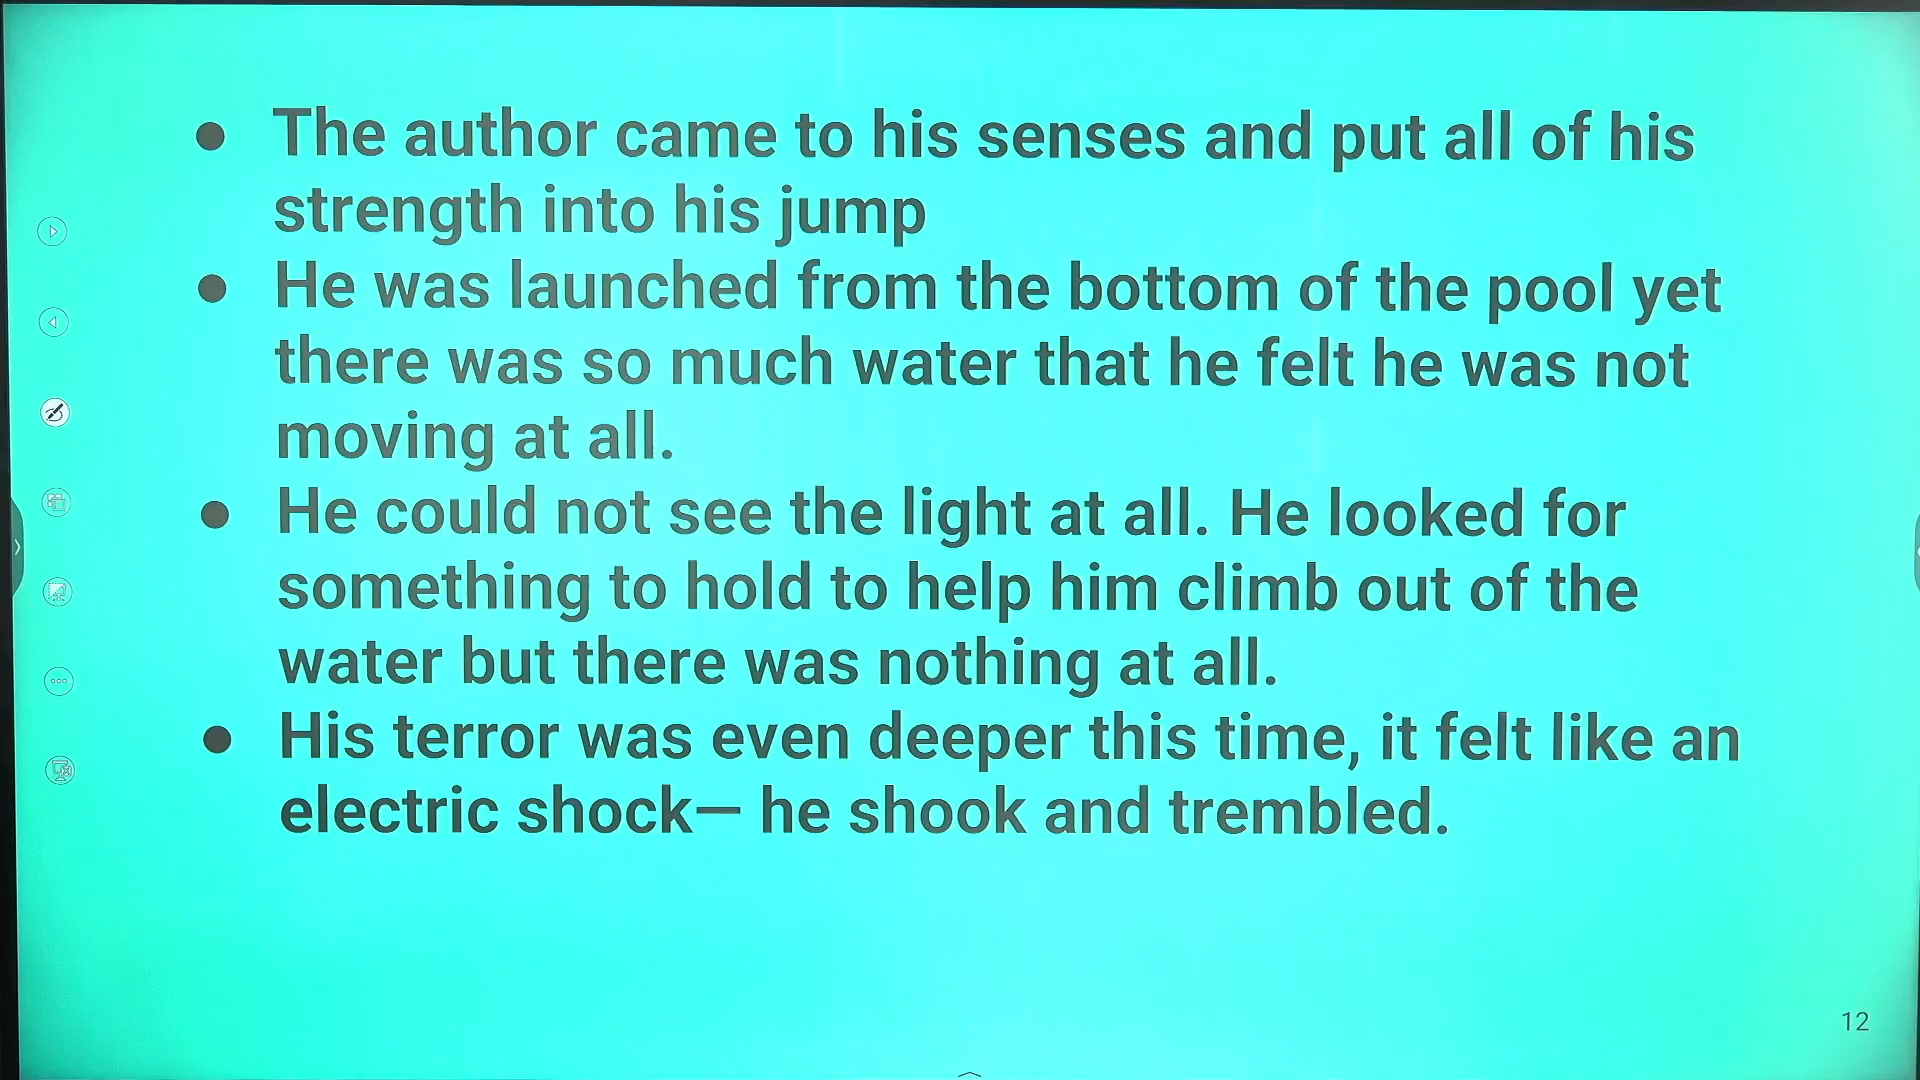 ● The author came to his senses and put all of his
strength into his jump
● He was launched from the bottom of the pool yet
there was so much water that he felt he was not
moving at all.
● He could not see the light at all. He looked for
something to hold to help him climb out of the
water but there was nothing at all.
● His terror was even deeper this time, it felt like an
electric shock— he shook and trembled.
12